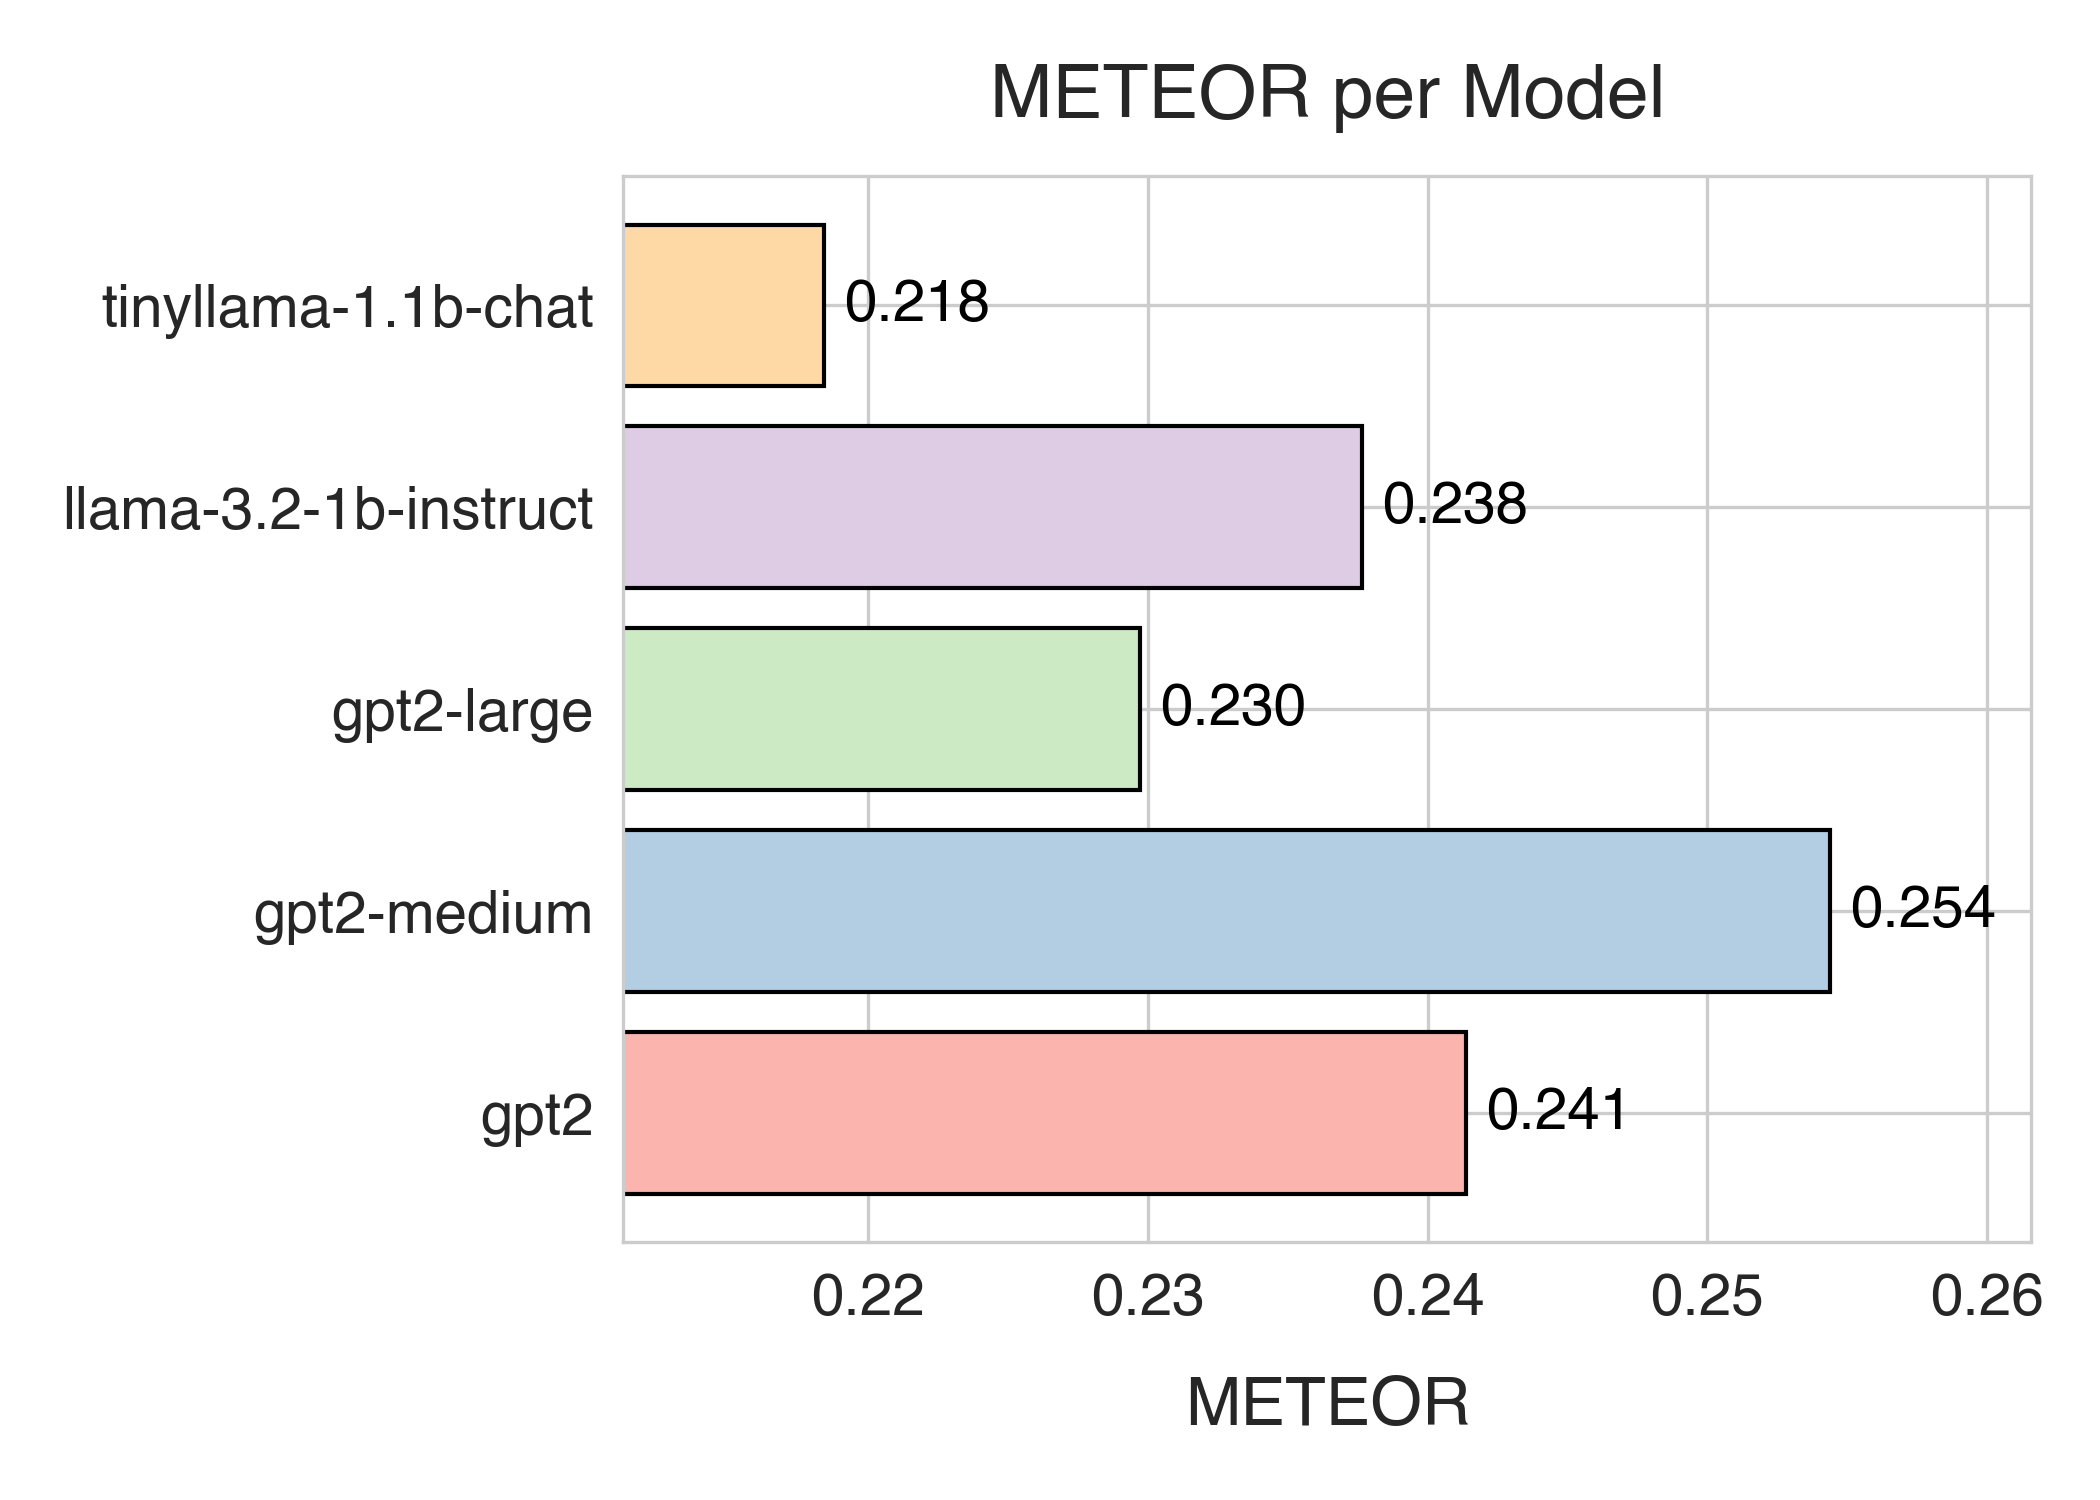 METEOR per Model
tinyllama-1.1b-chat
0.218
llama-3.2-1b-instruct
0.238
gpt2-large
0.230
gpt2-medium
0.254
gpt2
0.241
0.22 0.23 0.24 0.25 0.26
METEOR